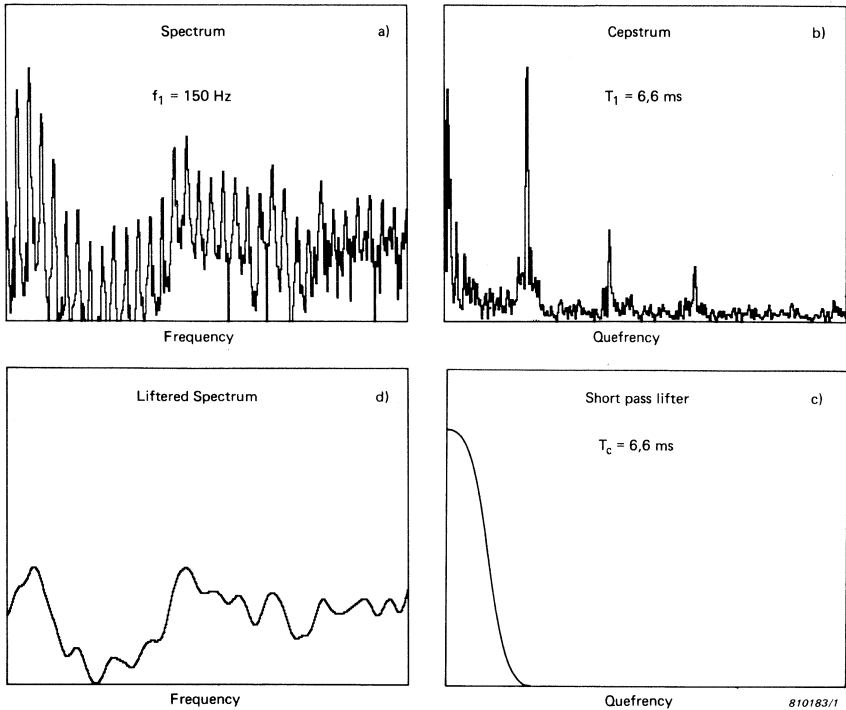 Spectrum
a)
f₁ = 150 Hz
Frequency
Cepstrum
b)
T₁ = 6,6 ms
Quefrency
Liftered Spectrum
d)
Frequency
Short pass lifter
c)
T꜀ = 6,6 ms
Quefrency
810183/1